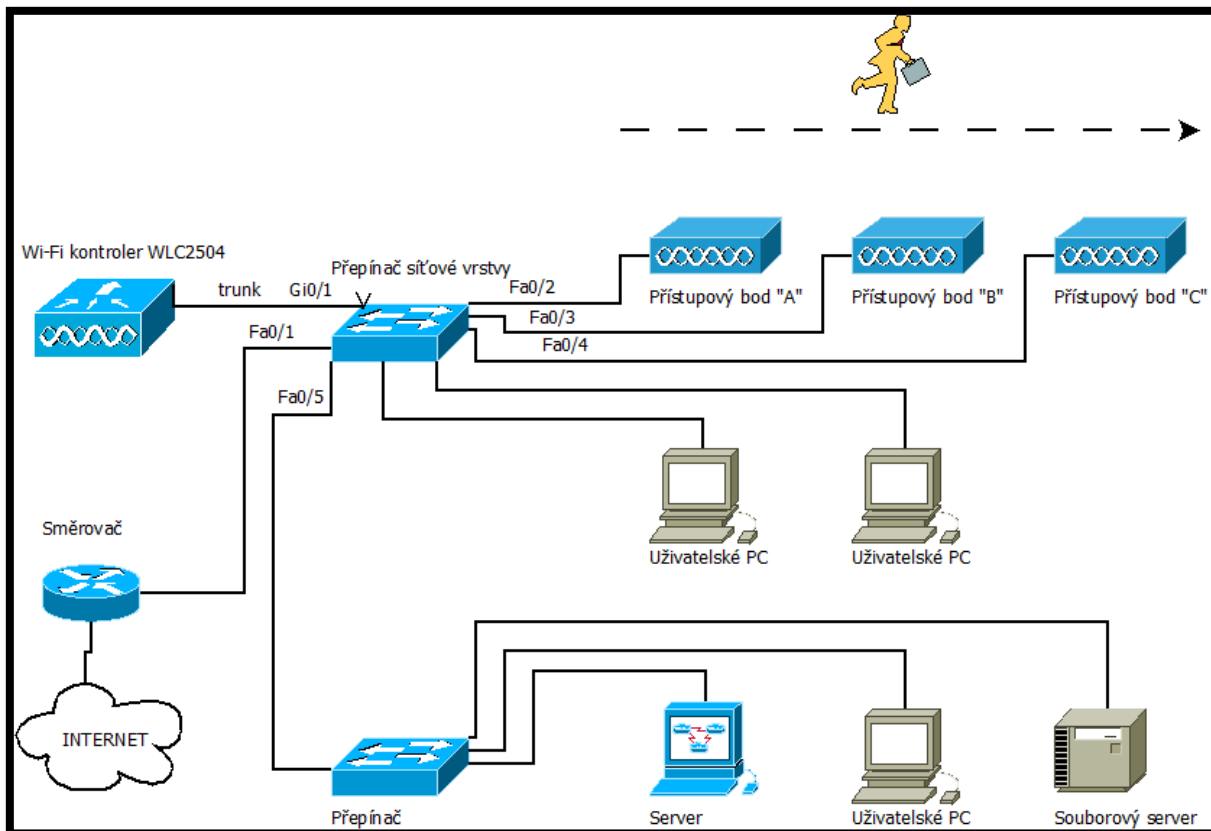 Wi-Fi kontroler WLC2504
Přepínač síťové vrstvy
trunk
Gi0/1
Fa0/1
Fa0/5
Fa0/2
Fa0/3
Fa0/4
Přístupový bod "A"
Přístupový bod "B"
Přístupový bod "C"
Uživatelské PC
Uživatelské PC
Směrovač
INTERNET
Přepínač
Server
Uživatelské PC
Souborový server